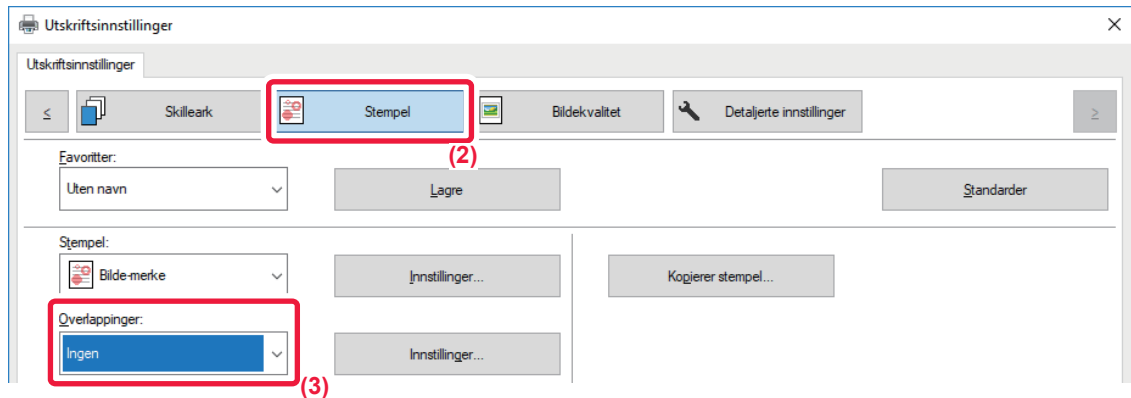 Utskriftsinnstillinger
Utskriftsinnstillinger
< Skilleark Stempel Bildekvalitet Detaljerte innstillinger >
(2)
Favoritter:
Uten navn Lagre Standarder
Stempel:
Bilde-merke Innstillinger... Kopierer stempel...
Overlappinger:
Ingen Innstillinger...
(3)